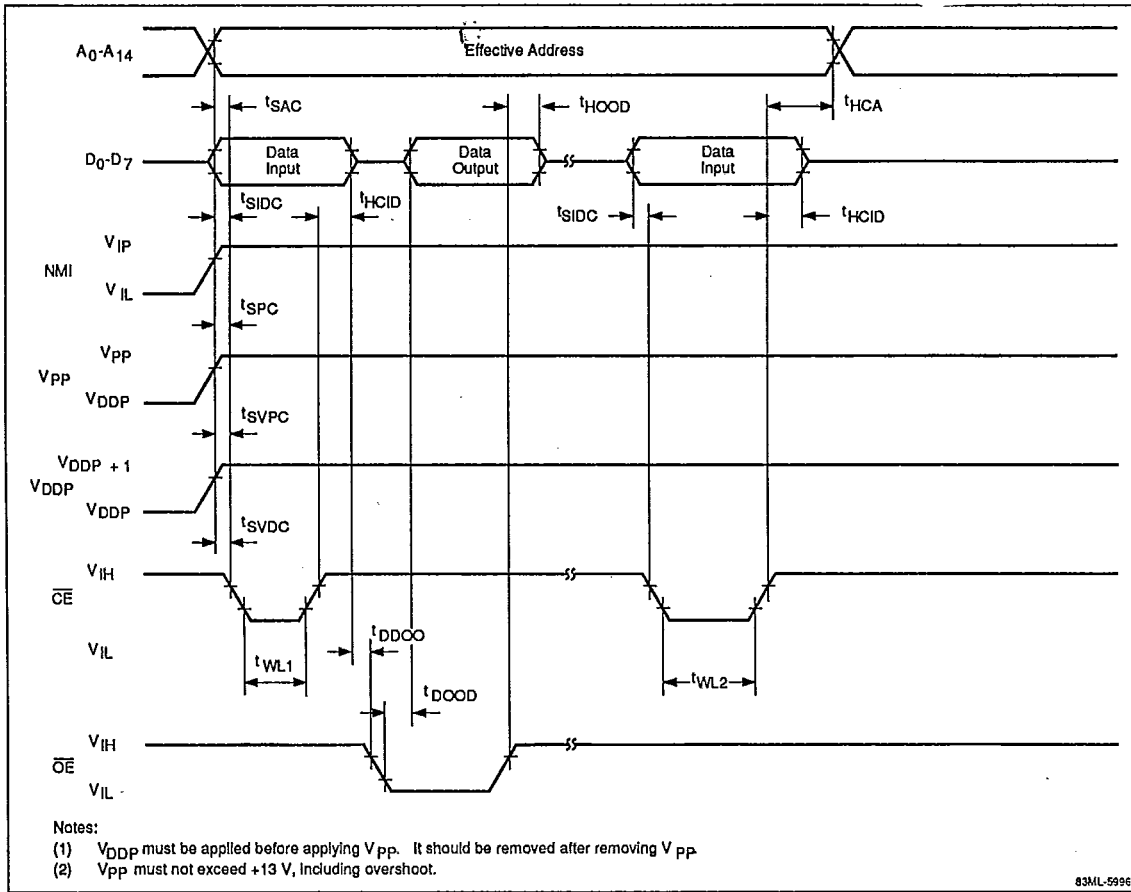 A0-A14
Effective Address
tSAC
tHOOD
tHCA
D0-D7
Data Input
Data Output
Data Input
tSIDC
tHCID
tSIDC
tHCID
VIP
NMI
VIL
tSPC
VPP
VPP
VDDP
tSVPC
VDDP + 1
VDDP
VDDP
tSVDC
VIH
CE
VIL
tDDOO
tWL1
tWL2
tDOOD
VIH
OE
VIL
Notes:
(1) VDDP must be applied before applying VPP. It should be removed after removing VPP.
(2) VPP must not exceed +13 V, including overshoot.
83ML-5996